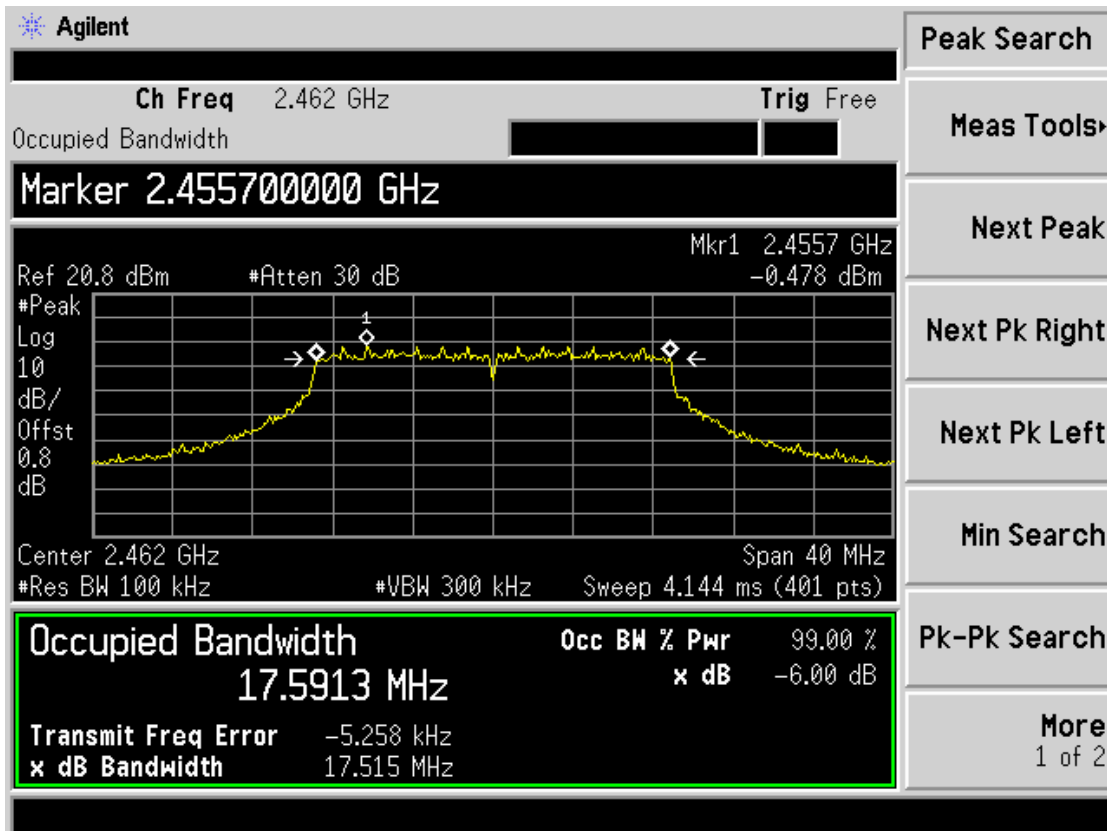 Agilent
Peak Search
Ch Freq 2.462 GHz Trig Free
Occupied Bandwidth
Meas Tools
Marker 2.455700000 GHz
Next Peak
Mkr1 2.4557 GHz
Ref 20.8 dBm #Atten 30 dB -0.478 dBm
#Peak
Log
10
dB/
Offst
0.8
dB
1
Next Pk Right
Next Pk Left
Center 2.462 GHz Span 40 MHz
#Res BW 100 kHz #VBW 300 kHz Sweep 4.144 ms (401 pts)
Min Search
Occupied Bandwidth Occ BW % Pwr 99.00 %
17.5913 MHz x dB -6.00 dB
Pk-Pk Search
Transmit Freq Error -5.258 kHz
x dB Bandwidth 17.515 MHz
More
1 of 2